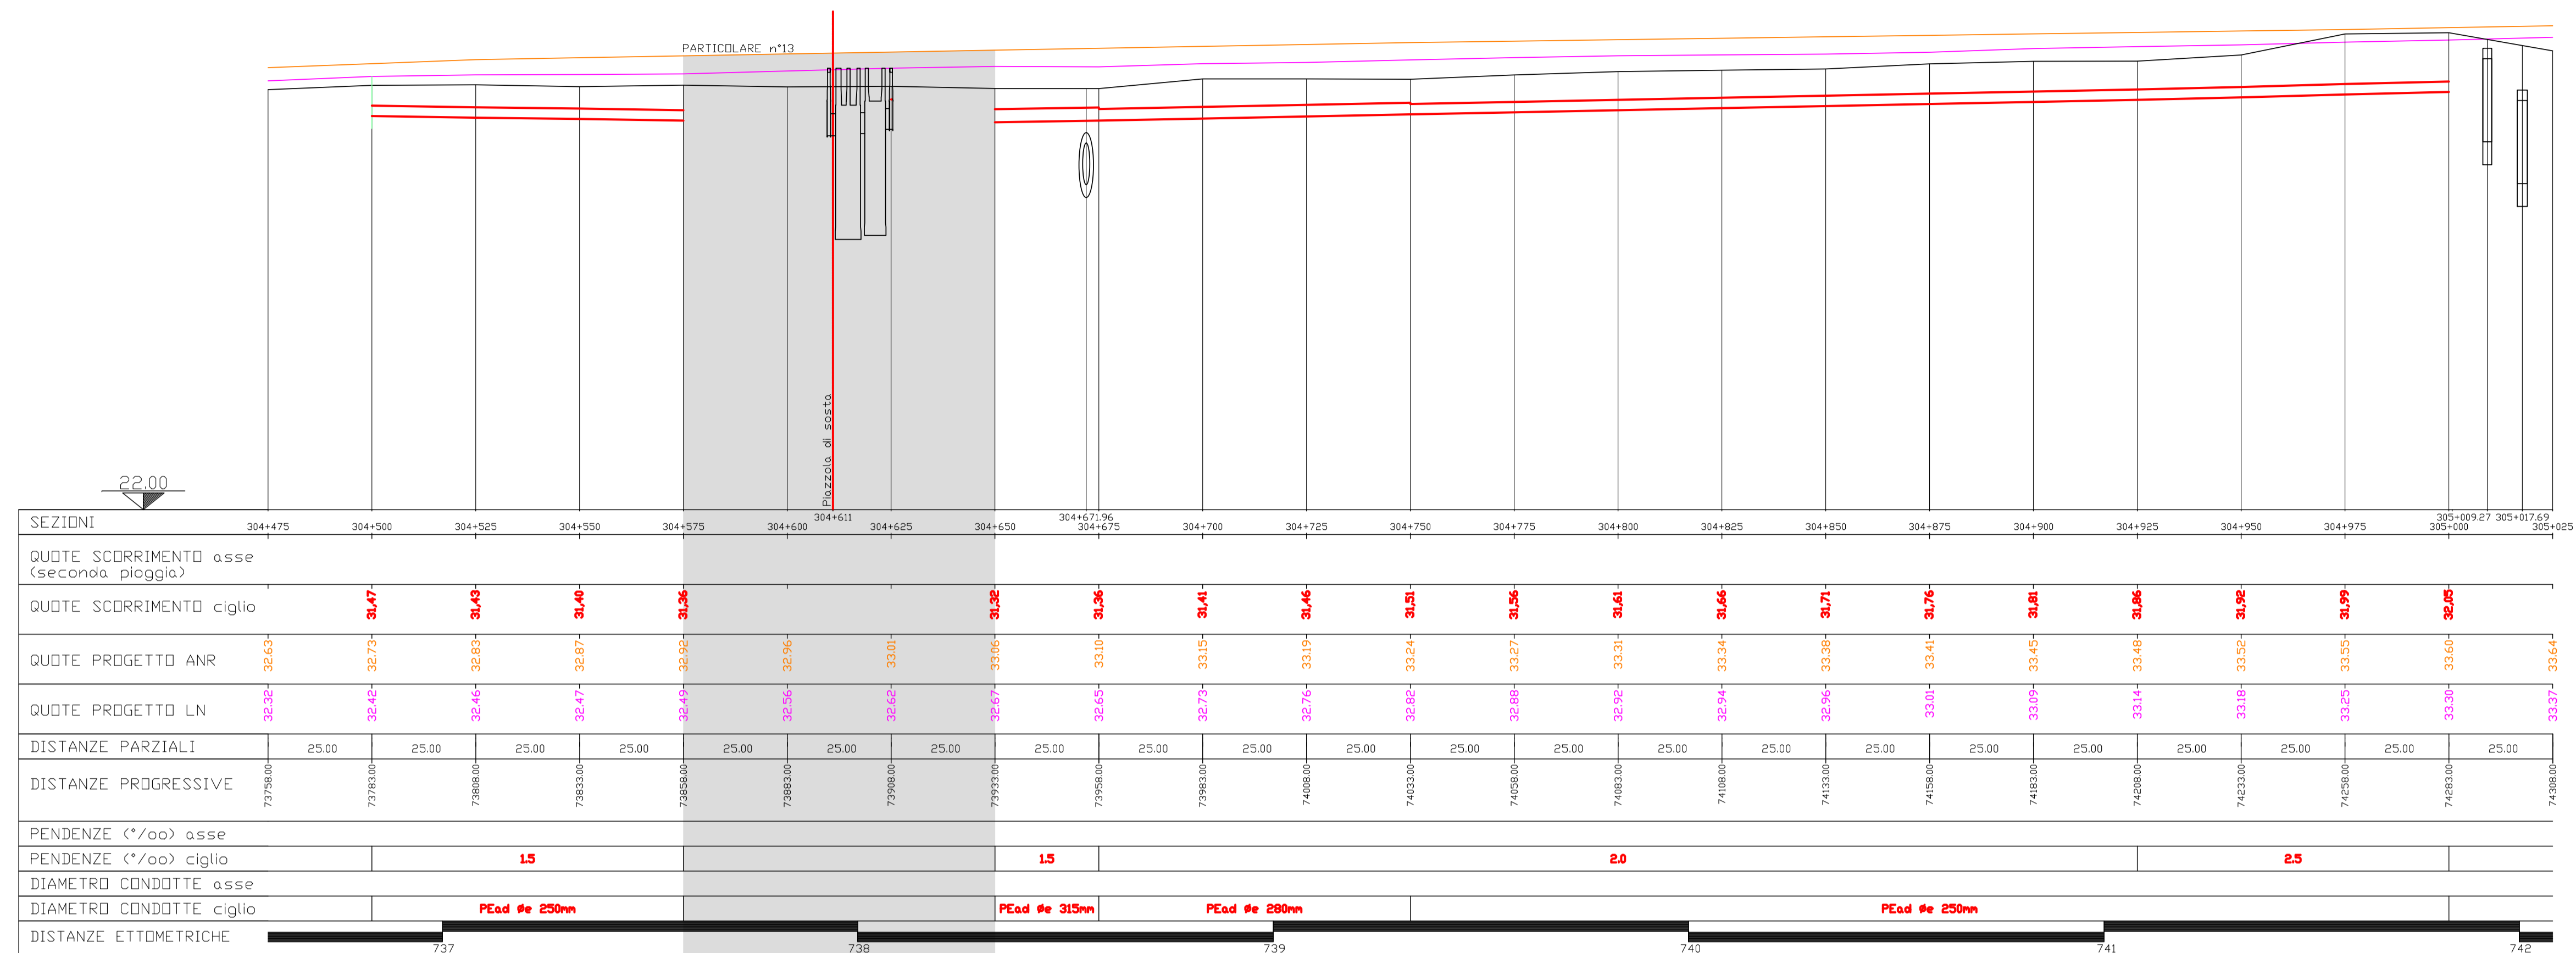 PARTICOLARE n°13
Piazzola di sosta
22.00
SEZIONI
304+475 304+500 304+525 304+550 304+575 304+600 304+611 304+625 304+650 304+671.96 304+675 304+700 304+725 304+750 304+775 304+800 304+825 304+850 304+875 304+900 304+925 304+950 304+975 305+000 305+009.27 305+017.69 305+025
QUOTE SCORRIMENTO asse
(seconda pioggia)
QUOTE SCORRIMENTO ciglio
31,47 31,43 31,40 31,36 31,32 31,36 31,41 31,46 31,51 31,56 31,61 31,66 31,71 31,76 31,81 31,86 31,92 31,99 32,05
QUOTE PROGETTO ANR
32.63 32.73 32.83 32.87 32.92 32.96 33.01 33.06 33.10 33.15 33.19 33.24 33.27 33.31 33.34 33.38 33.41 33.45 33.48 33.52 33.55 33.60 33.64
QUOTE PROGETTO LN
32.32 32.42 32.46 32.47 32.49 32.56 32.62 32.67 32.65 32.73 32.76 32.82 32.88 32.92 32.94 32.96 33.01 33.09 33.14 33.18 33.25 33.30 33.37
DISTANZE PARZIALI
25.00 25.00 25.00 25.00 25.00 25.00 25.00 25.00 25.00 25.00 25.00 25.00 25.00 25.00 25.00 25.00 25.00 25.00 25.00 25.00 25.00 25.00
DISTANZE PROGRESSIVE
73758.00 73783.00 73808.00 73833.00 73858.00 73883.00 73908.00 73933.00 73958.00 73983.00 74008.00 74033.00 74058.00 74083.00 74108.00 74133.00 74158.00 74183.00 74208.00 74233.00 74258.00 74283.00 74308.00
PENDENZE (°/oo) asse
PENDENZE (°/oo) ciglio
1.5 1.5 2.0 2.5
DIAMETRO CONDOTTE asse
DIAMETRO CONDOTTE ciglio
PEad Øe 250mm PEad Øe 315mm PEad Øe 280mm PEad Øe 250mm
DISTANZE ETTOMETRICHE
737 738 739 740 741 742